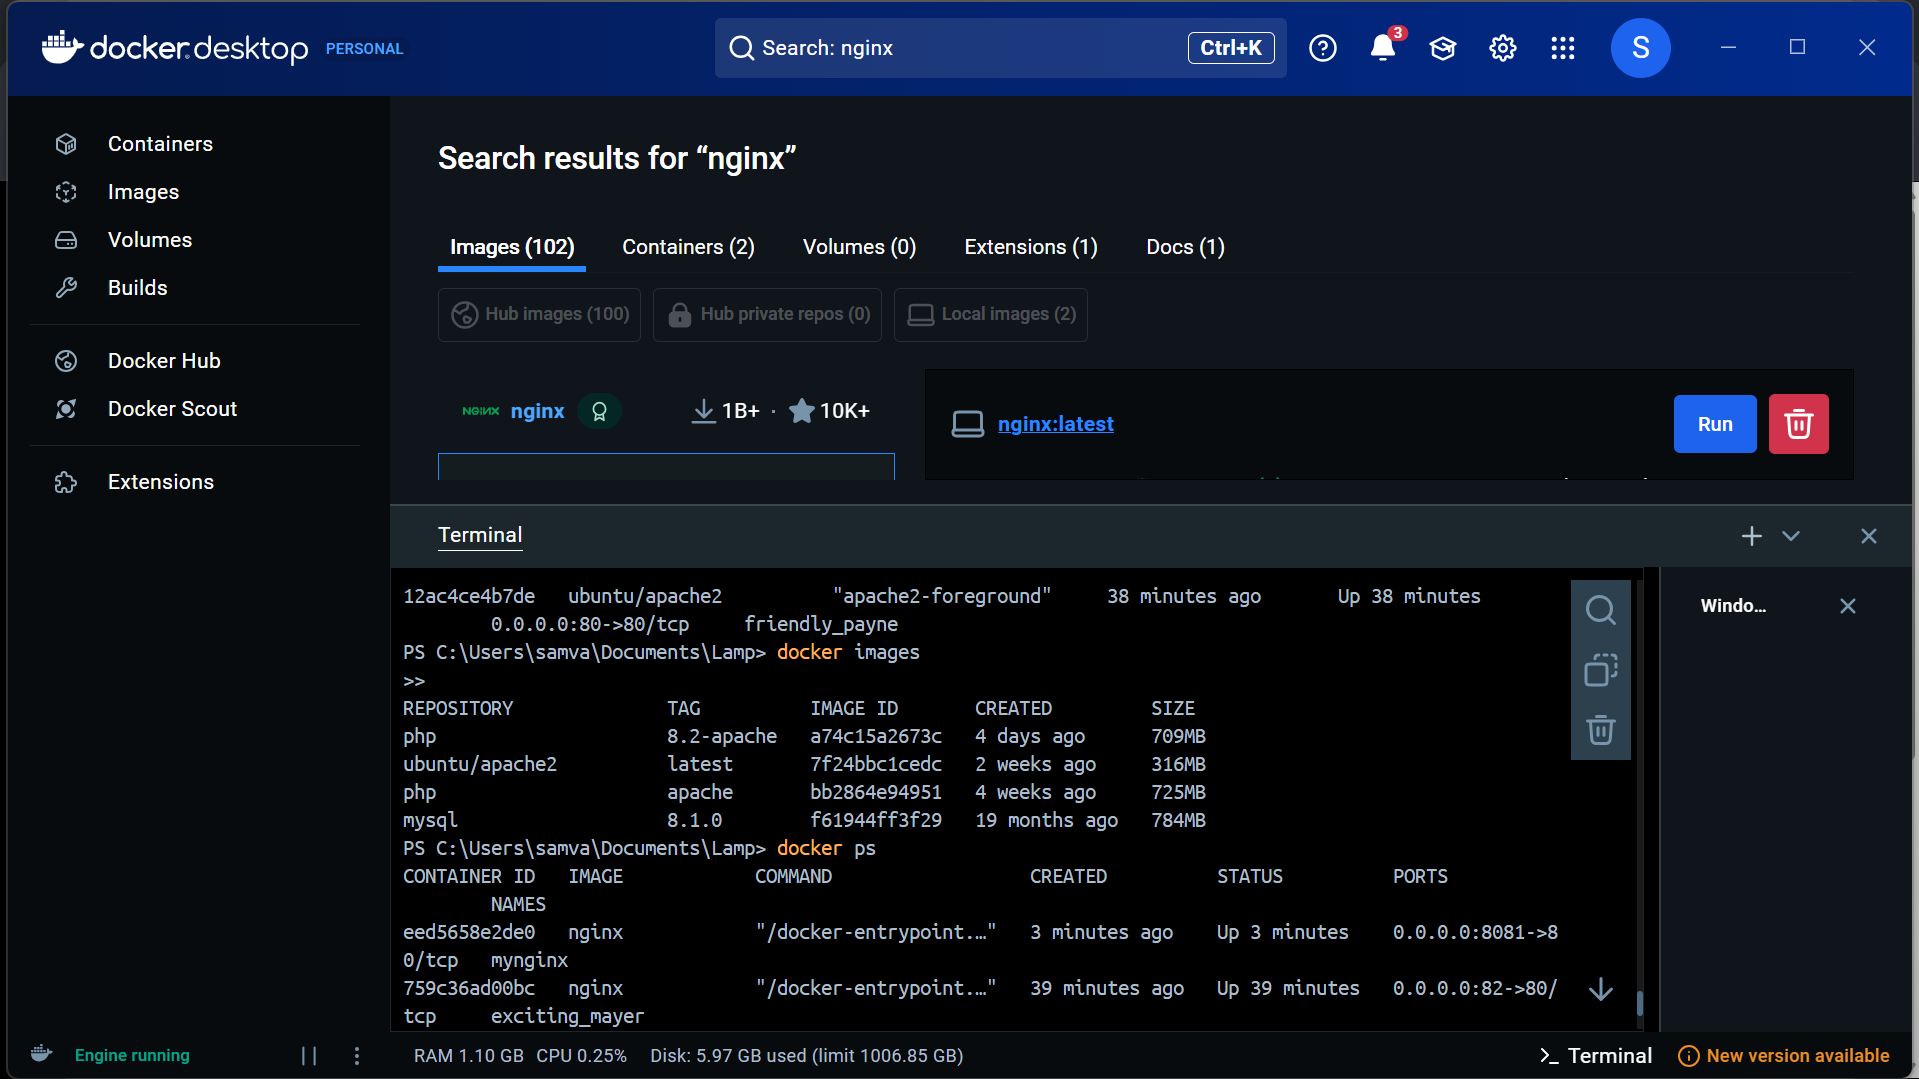 docker.desktop PERSONAL Search: nginx Ctrl+K 3 S
Containers
Images
Volumes
Builds
Docker Hub
Docker Scout
Extensions
Search results for “nginx”
Images (102) Containers (2) Volumes (0) Extensions (1) Docs (1)
Hub images (100) Hub private repos (0) Local images (2)
NGINX nginx 1B+ · 10K+
nginx:latest Run
Terminal
Windo...
12ac4ce4b7de ubuntu/apache2 "apache2-foreground" 38 minutes ago Up 38 minutes
0.0.0.0:80->80/tcp friendly_payne
PS C:\Users\samva\Documents\Lamp> docker images
>>
REPOSITORY TAG IMAGE ID CREATED SIZE
php 8.2-apache a74c15a2673c 4 days ago 709MB
ubuntu/apache2 latest 7f24bbc1cedc 2 weeks ago 316MB
php apache bb2864e94951 4 weeks ago 725MB
mysql 8.1.0 f61944ff3f29 19 months ago 784MB
PS C:\Users\samva\Documents\Lamp> docker ps
CONTAINER ID IMAGE COMMAND CREATED STATUS PORTS
NAMES
eed5658e2de0 nginx "/docker-entrypoint.…" 3 minutes ago Up 3 minutes 0.0.0.0:8081->8
0/tcp mynginx
759c36ad00bc nginx "/docker-entrypoint.…" 39 minutes ago Up 39 minutes 0.0.0.0:82->80/
tcp exciting_mayer
Engine running RAM 1.10 GB CPU 0.25% Disk: 5.97 GB used (limit 1006.85 GB) >_ Terminal New version available